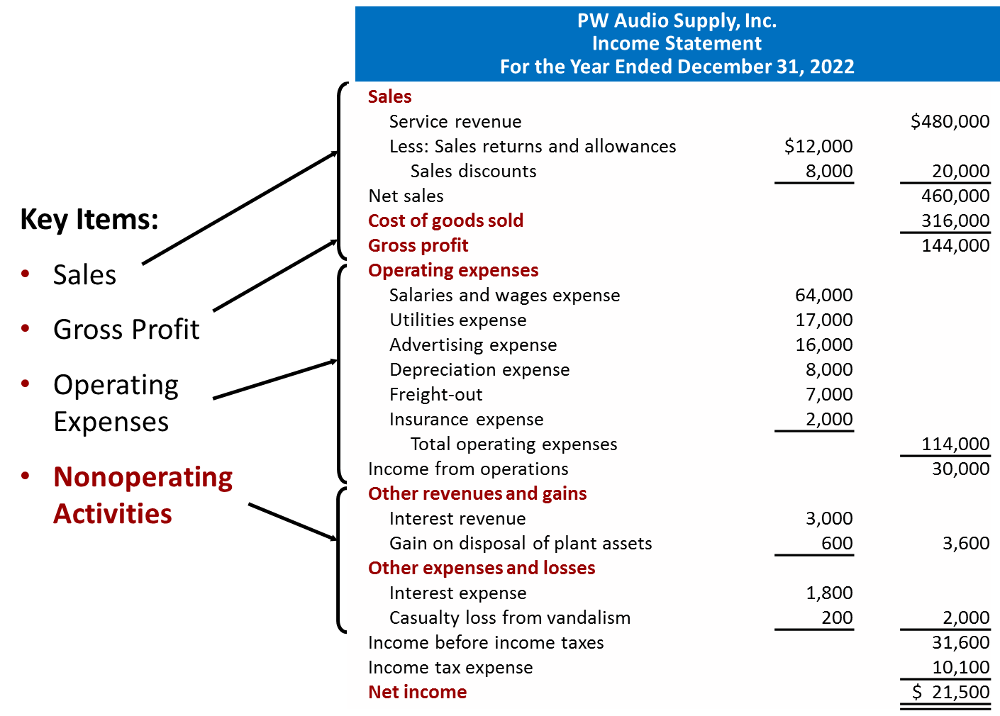 PW Audio Supply, Inc.
Income Statement
For the Year Ended December 31, 2022
Key Items:
• Sales
• Gross Profit
• Operating
Expenses
• Nonoperating
Activities
Sales
Service revenue $480,000
Less: Sales returns and allowances $12,000
Sales discounts 8,000 20,000
Net sales 460,000
Cost of goods sold 316,000
Gross profit 144,000
Operating expenses
Salaries and wages expense 64,000
Utilities expense 17,000
Advertising expense 16,000
Depreciation expense 8,000
Freight-out 7,000
Insurance expense 2,000
Total operating expenses 114,000
Income from operations 30,000
Other revenues and gains
Interest revenue 3,000
Gain on disposal of plant assets 600 3,600
Other expenses and losses
Interest expense 1,800
Casualty loss from vandalism 200 2,000
Income before income taxes 31,600
Income tax expense 10,100
Net income $ 21,500